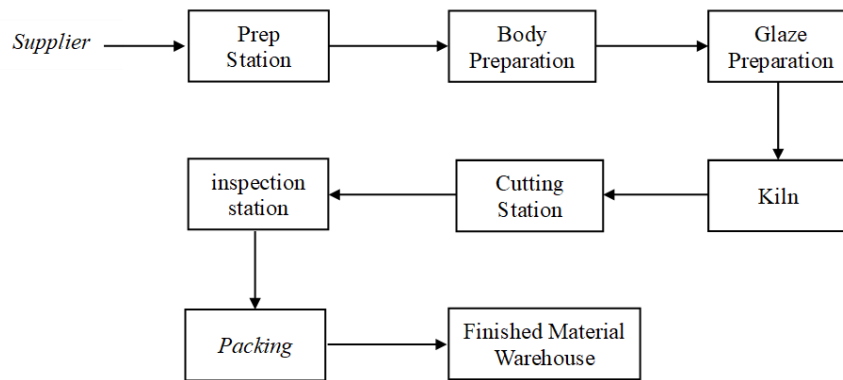 Supplier
Prep
Station
Body
Preparation
Glaze
Preparation
Kiln
Cutting
Station
inspection
station
Packing
Finished Material
Warehouse